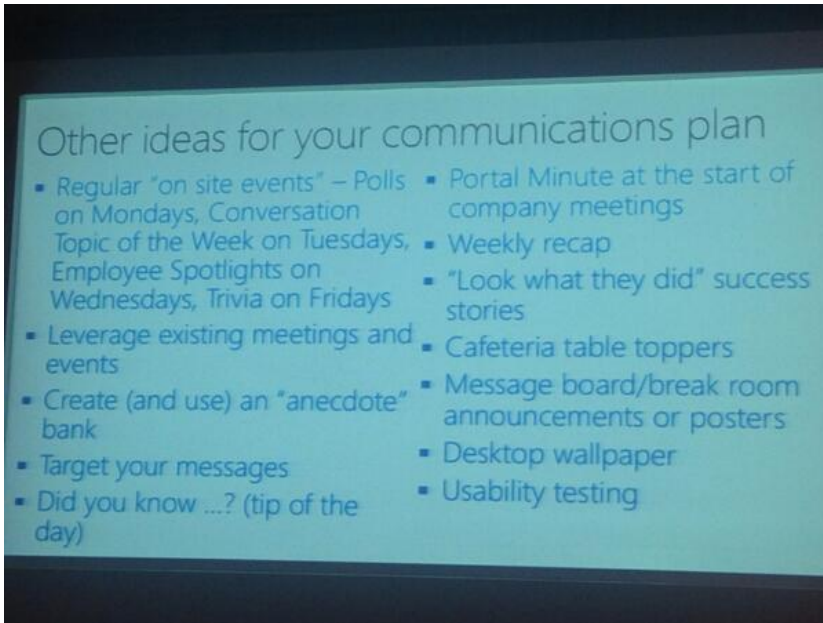 Other ideas for your communications plan
▪ Regular "on site events" – Polls
on Mondays, Conversation
Topic of the Week on Tuesdays,
Employee Spotlights on
Wednesdays, Trivia on Fridays
▪ Leverage existing meetings and
events
▪ Create (and use) an "anecdote"
bank
▪ Target your messages
▪ Did you know ...? (tip of the
day)
▪ Portal Minute at the start of
company meetings
▪ Weekly recap
▪ "Look what they did" success
stories
▪ Cafeteria table toppers
▪ Message board/break room
announcements or posters
▪ Desktop wallpaper
▪ Usability testing